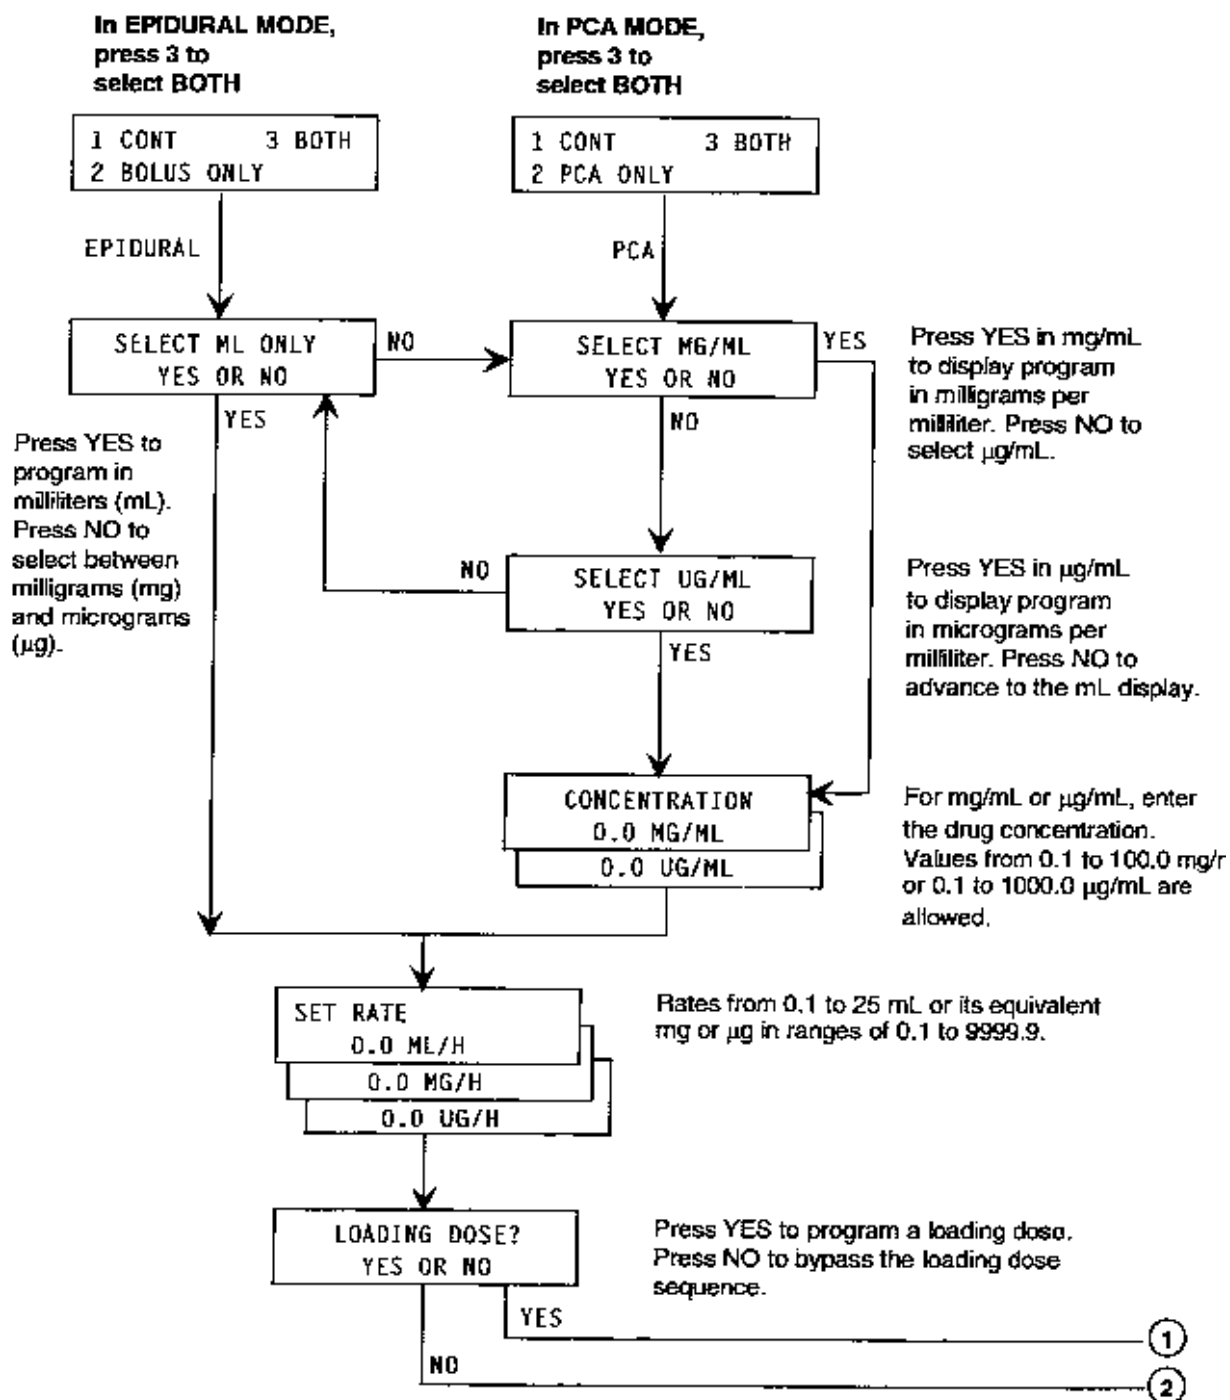 In EPIDURAL MODE,
press 3 to
select BOTH
In PCA MODE,
press 3 to
select BOTH
1 CONT 3 BOTH
2 BOLUS ONLY
1 CONT 3 BOTH
2 PCA ONLY
EPIDURAL
PCA
SELECT ML ONLY
YES OR NO
NO
SELECT MG/ML
YES OR NO
YES
Press YES in mg/mL
to display program
in milligrams per
milliliter. Press NO to
select µg/mL.
YES
NO
Press YES to
program in
milliliters (mL).
Press NO to
select between
milligrams (mg)
and micrograms
(µg).
NO
SELECT UG/ML
YES OR NO
YES
Press YES in µg/mL
to display program
in micrograms per
milliliter. Press NO to
advance to the mL display.
CONCENTRATION
0.0 MG/ML
0.0 UG/ML
For mg/mL or µg/mL, enter
the drug concentration.
Values from 0.1 to 100.0 mg/
or 0.1 to 1000.0 µg/mL are
allowed.
SET RATE
0.0 ML/H
0.0 MG/H
0.0 UG/H
Rates from 0.1 to 25 mL or its equivalent
mg or µg in ranges of 0.1 to 9999.9.
LOADING DOSE?
YES OR NO
Press YES to program a loading dose.
Press NO to bypass the loading dose
sequence.
YES
1
NO
2